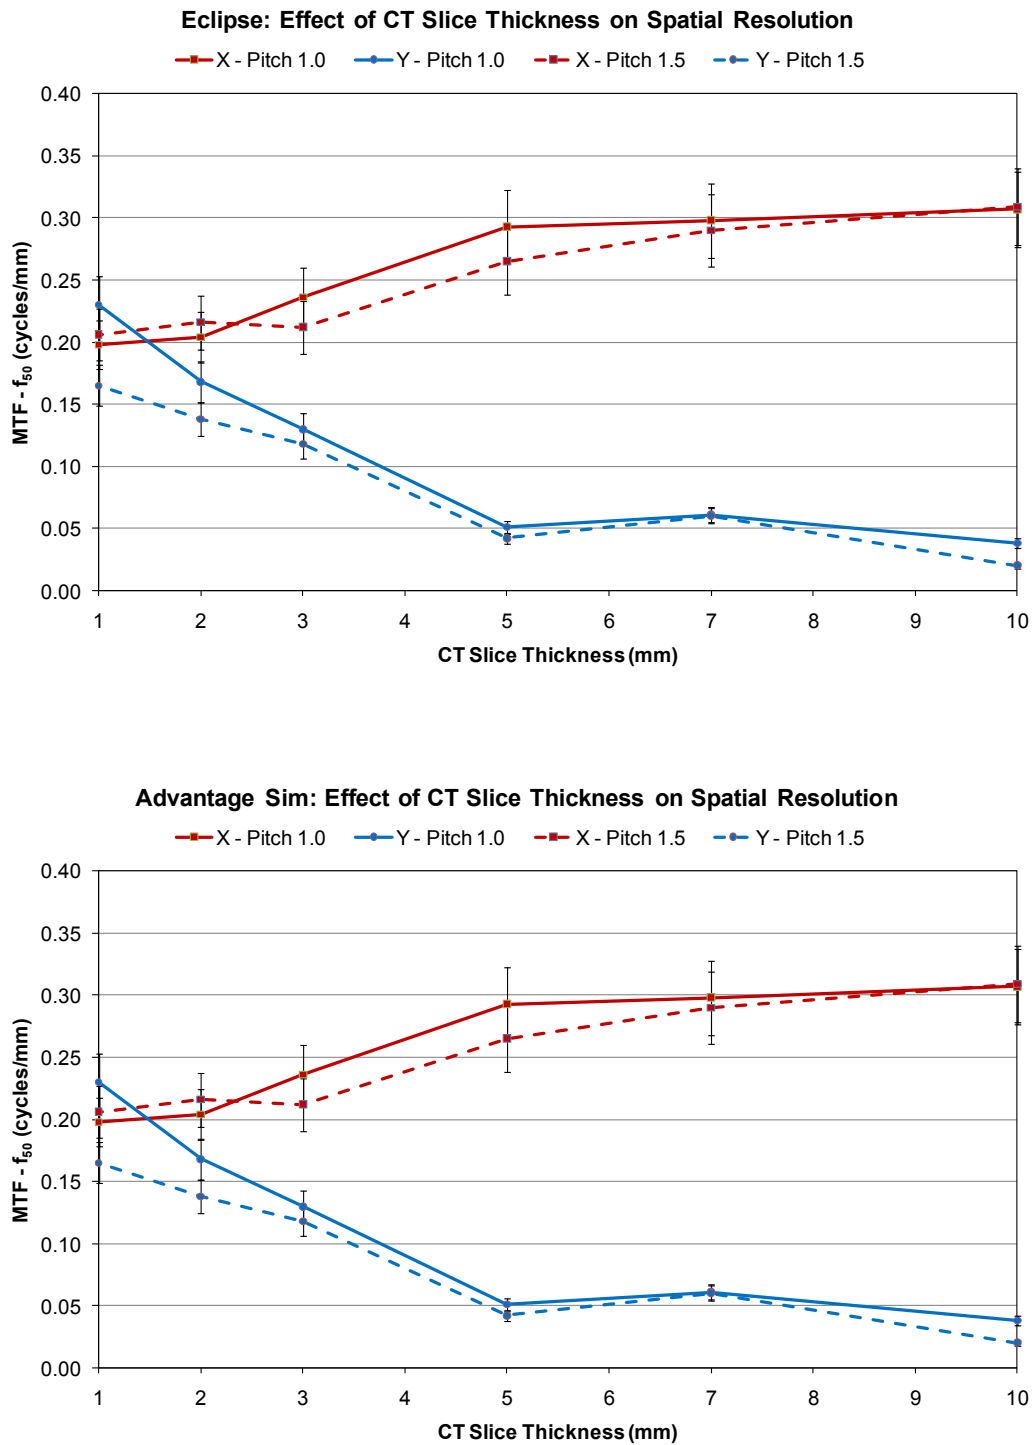 Eclipse: Effect of CT Slice Thickness on Spatial Resolution
X - Pitch 1.0 Y - Pitch 1.0 X - Pitch 1.5 Y - Pitch 1.5
0.40
0.35
0.30
0.25
0.20
0.15
0.10
0.05
0.00
MTF - f₅₀ (cycles/mm)
1 2 3 4 5 6 7 8 9 10
CT Slice Thickness (mm)
Advantage Sim: Effect of CT Slice Thickness on Spatial Resolution
X - Pitch 1.0 Y - Pitch 1.0 X - Pitch 1.5 Y - Pitch 1.5
0.40
0.35
0.30
0.25
0.20
0.15
0.10
0.05
0.00
MTF - f₅₀ (cycles/mm)
1 2 3 4 5 6 7 8 9 10
CT Slice Thickness (mm)